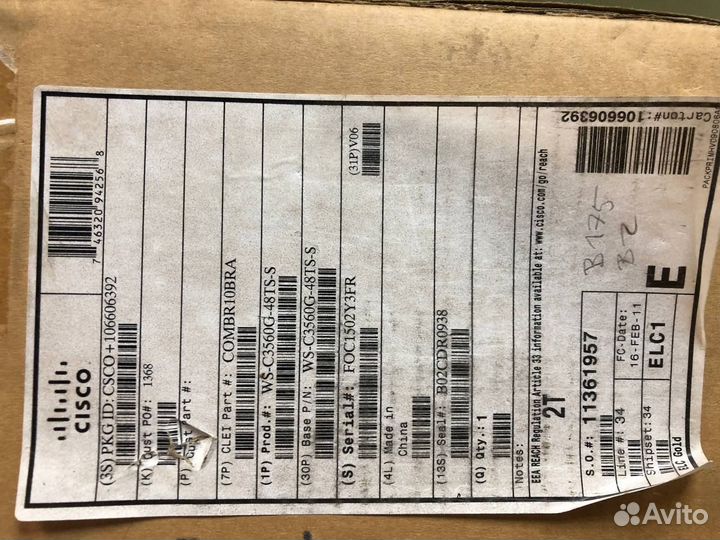 CISCO
7 46320 94256 8
(3S) PKG ID: CSCO+106606392
(K) Cust PO#: 1368
Part #:
(7P) CLEI Part #: COMBR10BRA
(1P) Prod.#: WS-C3560G-48TS-S
(30P) Base P/N: WS-C3560G-48TS-S
(31P)V06
(S) Serial#: FOC1502Y3FR
(4L) Made in
China
(13S) Seal#: B02CDR0938
(Q) Qty.: 1
Notes:
EEA REACH Regulation Article 33 information available at: www.cisco.com/go/reach
2T
Carton#:106606392
B175
B2
S.O.#: 11361957
Line #: 34
FC-Date:
16-FEB-11
Shipset:34
ELC1
E
ELC Gold
Avito